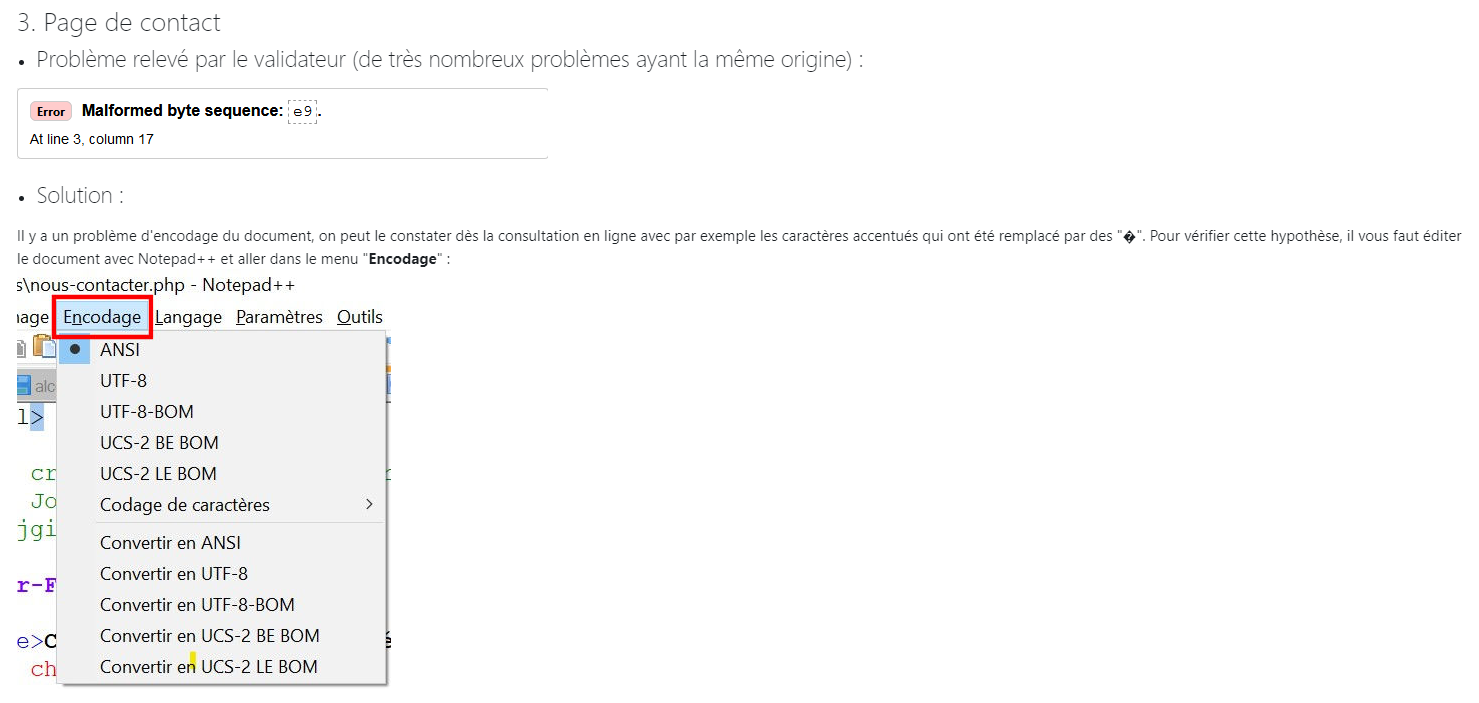 3. Page de contact
• Problème relevé par le validateur (de très nombreux problèmes ayant la même origine) :
Error Malformed byte sequence: e9.
At line 3, column 17
• Solution :
Il y a un problème d'encodage du document, on peut le constater dès la consultation en ligne avec par exemple les caractères accentués qui ont été remplacé par des "�". Pour vérifier cette hypothèse, il vous faut éditer
le document avec Notepad++ et aller dans le menu "Encodage" :
s\nous-contacter.php - Notepad++
Encodage Langage Paramètres Outils
ANSI
UTF-8
alc
UTF-8-BOM
l>
UCS-2 BE BOM
UCS-2 LE BOM
cr
Jo
Codage de caractères >
jgi
Convertir en ANSI
Convertir en UTF-8
r-F
Convertir en UTF-8-BOM
Convertir en UCS-2 BE BOM
e>C é
Convertir en UCS-2 LE BOM
ch